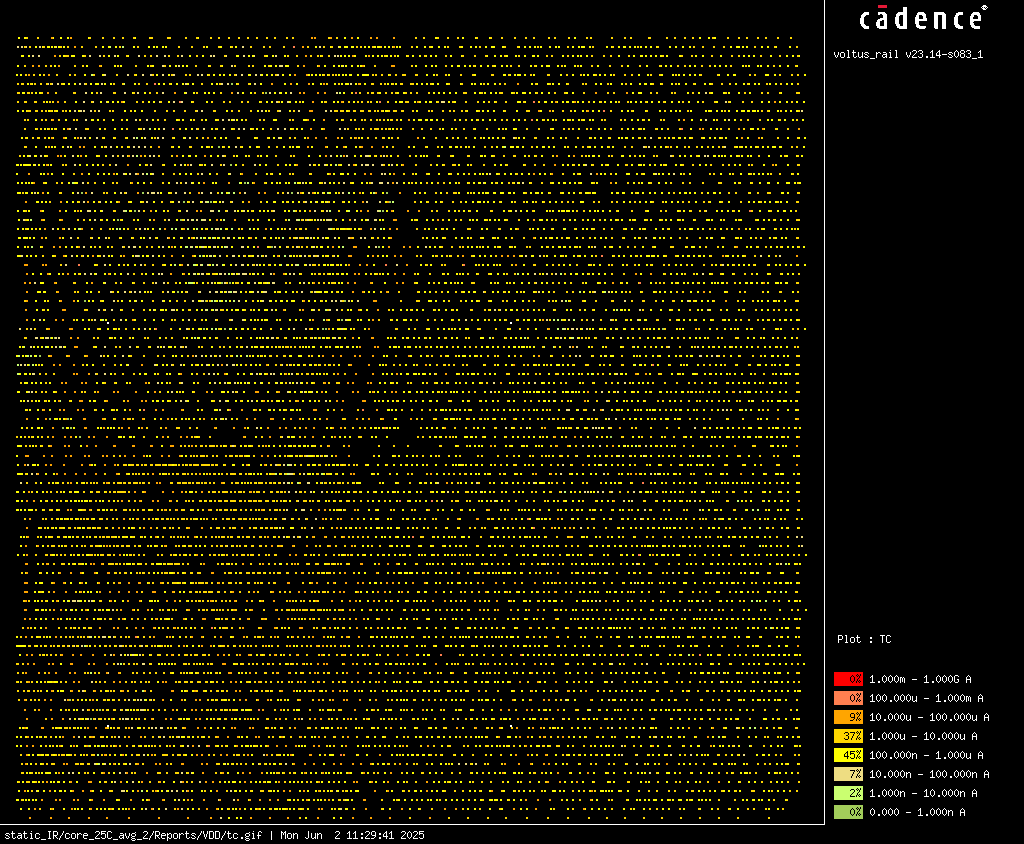 cādence®
voltus_rail v23.14-s083_1
Plot : TC
0% 1.000m - 1.000G A
0% 100.000u - 1.000m A
9% 10.000u - 100.000u A
37% 1.000u - 10.000u A
45% 100.000n - 1.000u A
7% 10.000n - 100.000n A
2% 1.000n - 10.000n A
0% 0.000 - 1.000n A
static_IR/core_25C_avg_2/Reports/VDD/tc.gif | Mon Jun  2 11:29:41 2025